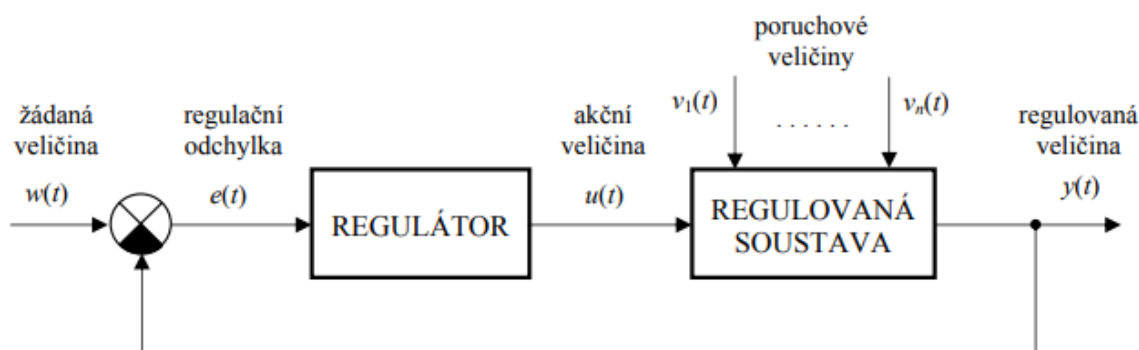 poruchové
veličiny
žádaná
veličina
w(t)
regulační
odchylka
e(t)
REGULÁTOR
akční
veličina
u(t)
v₁(t)
. . . . . .
vₙ(t)
REGULOVANÁ
SOUSTAVA
regulovaná
veličina
y(t)